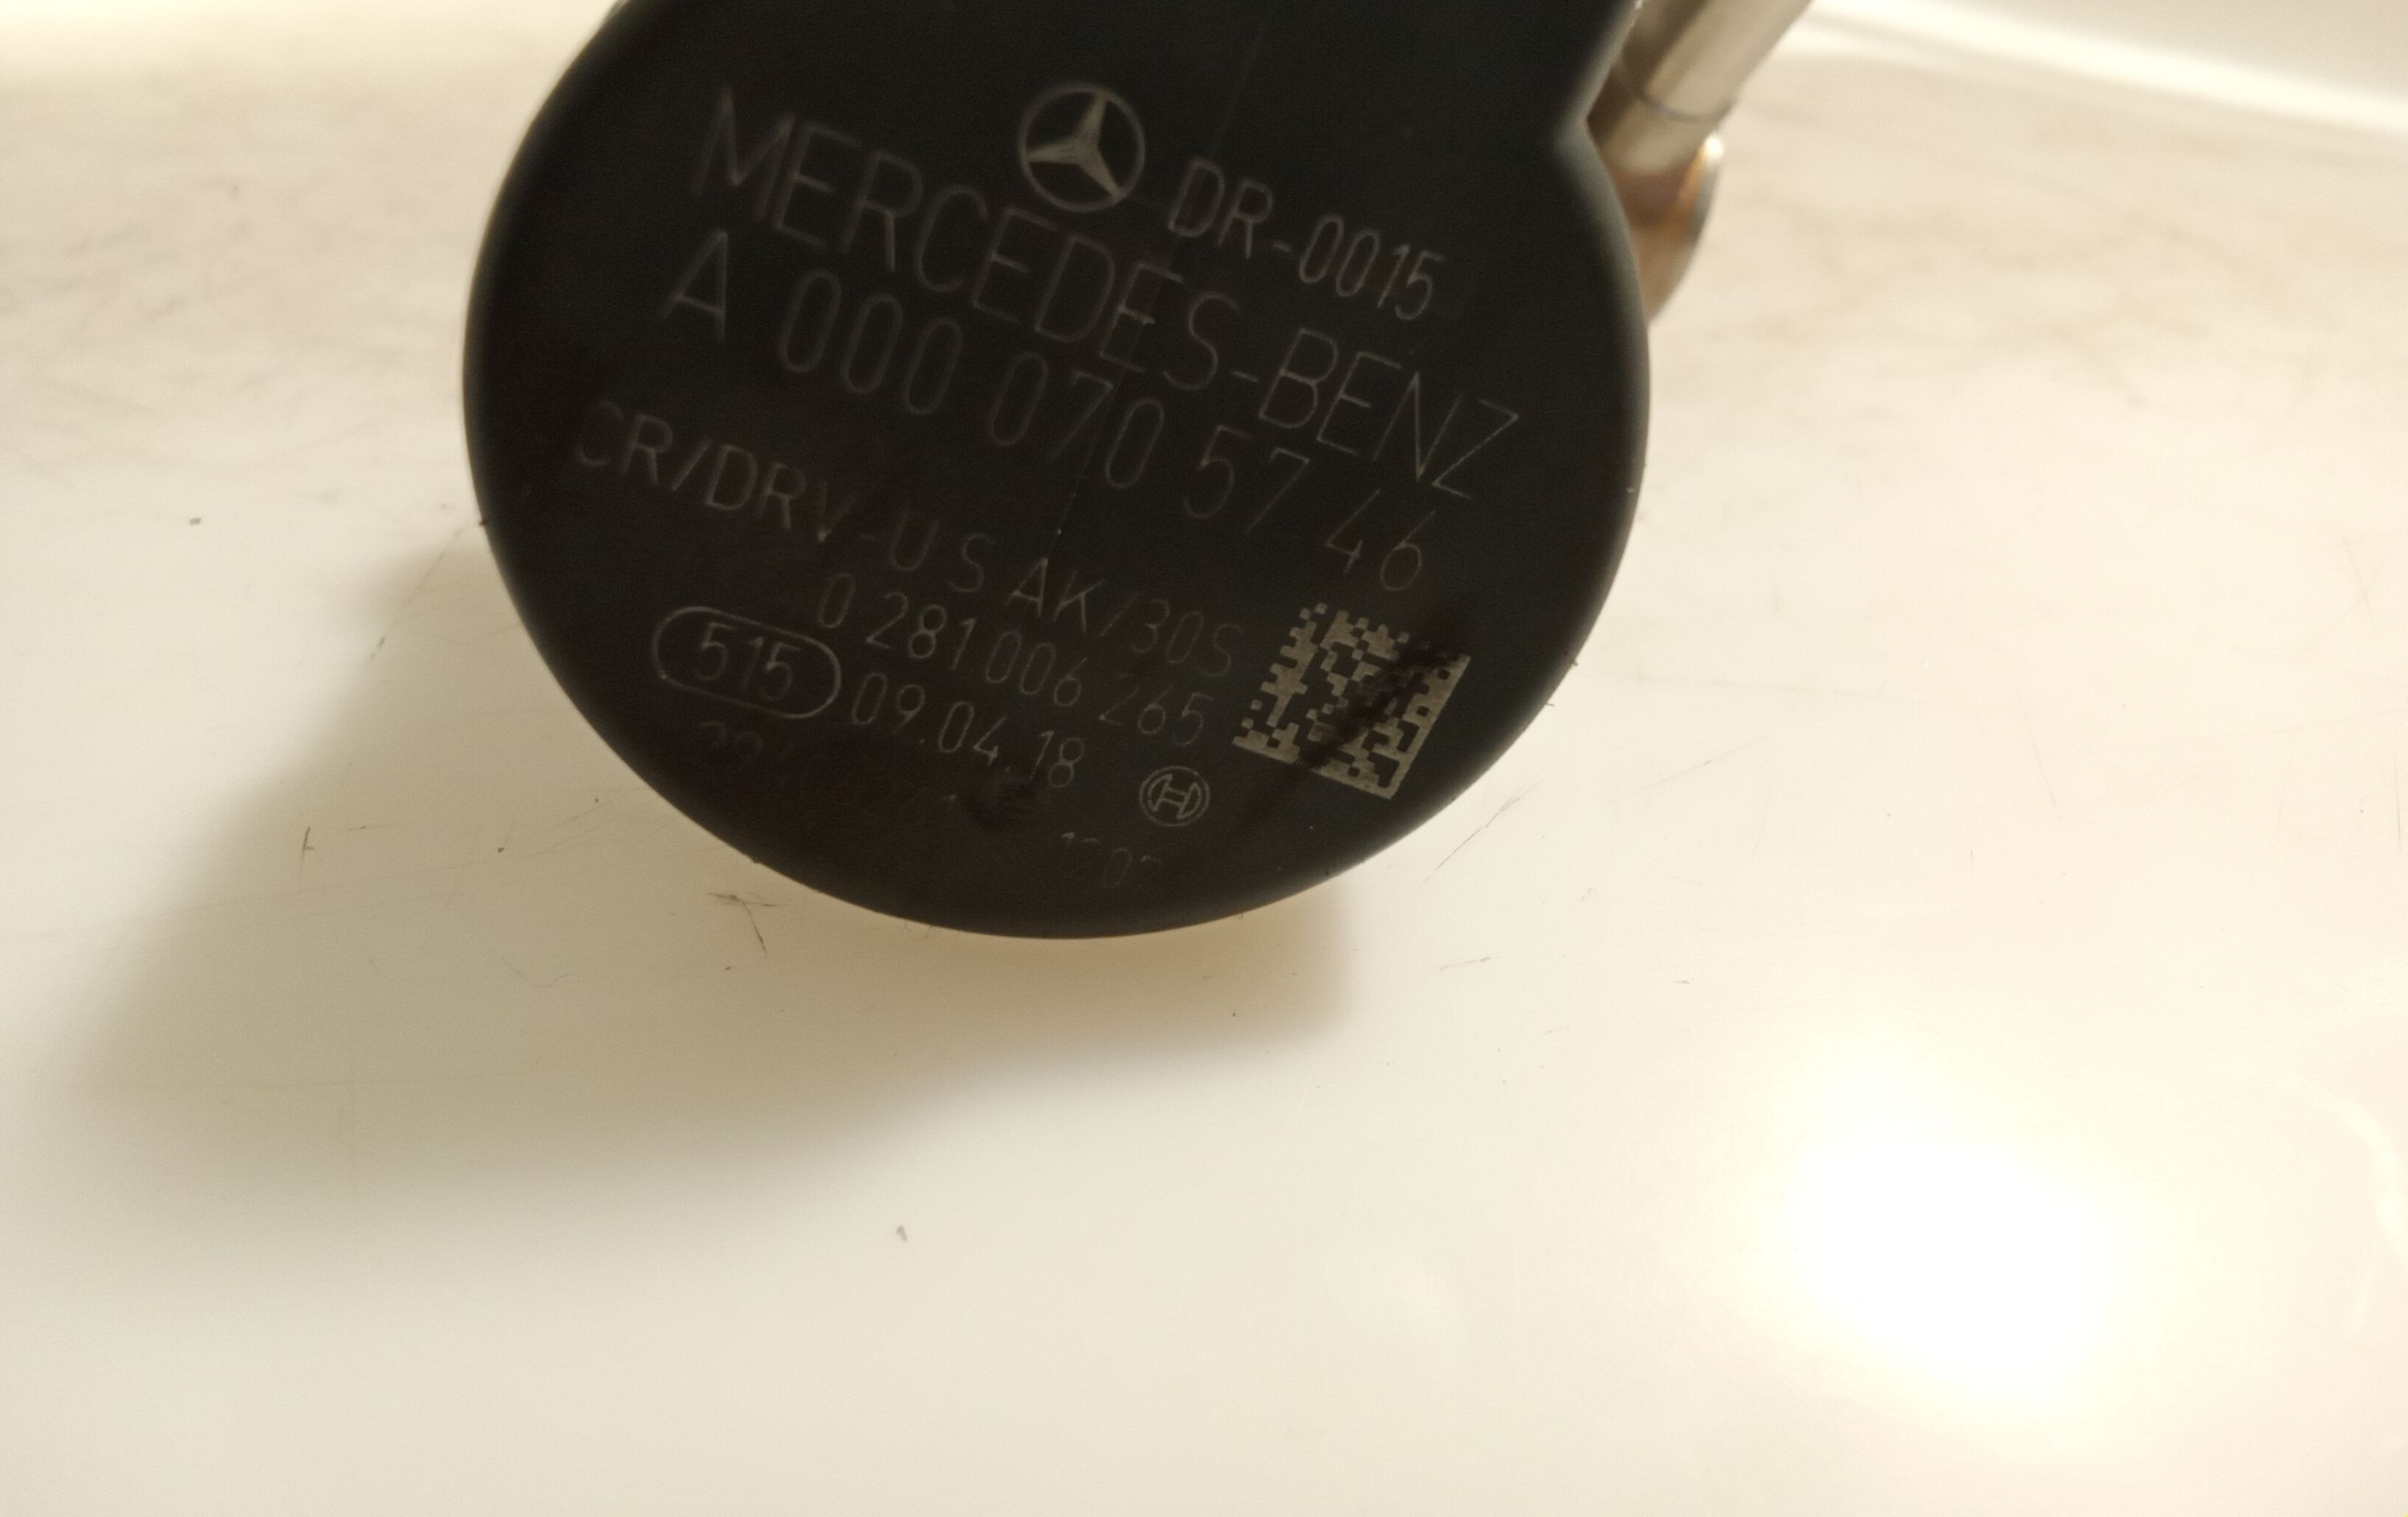 DR-0015
MERCEDES-BENZ
A 000 070 57 46
CR/DRV-U S AK/30S
0 281 006 265
515 09.04.18
1207